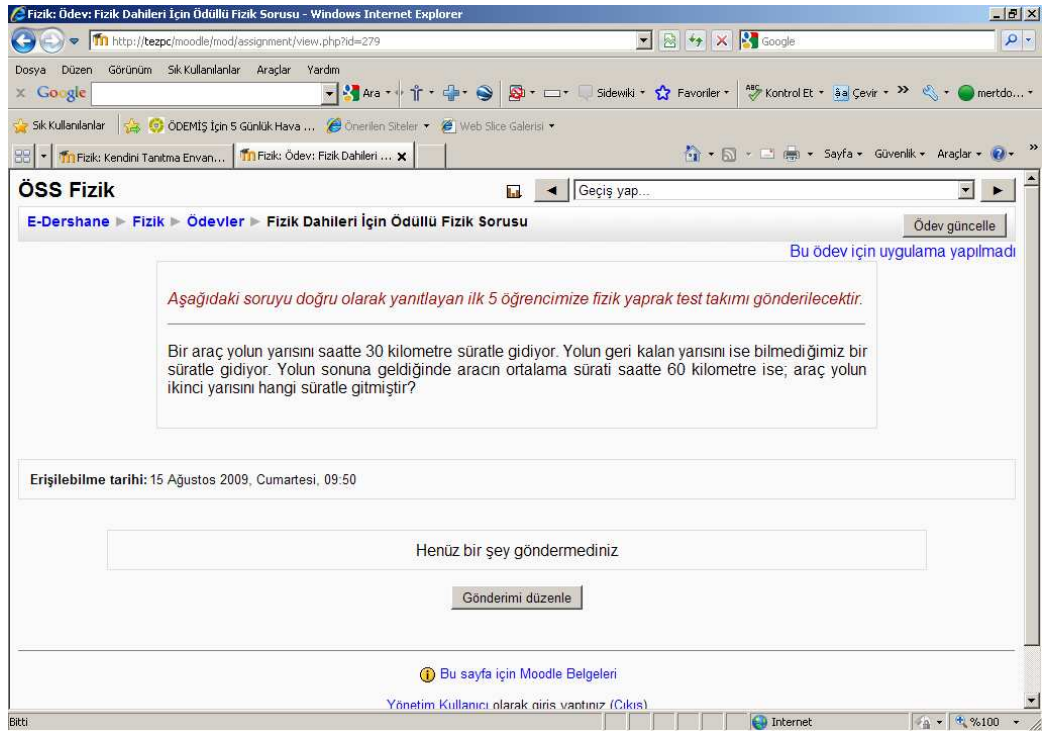 Fizik: Ödev: Fizik Dahileri İçin Ödüllü Fizik Sorusu - Windows Internet Explorer
http://tezpc/moodle/mod/assignment/view.php?id=279
Google
Dosya Düzen Görünüm Sık Kullanılanlar Araçlar Yardım
x Google Ara Sidewiki Favoriler Kontrol Et Çevir mertdo...
Sık Kullanılanlar ÖDEMİŞ İçin 5 Günlük Hava ... Önerilen Siteler Web Slice Galerisi
Fizik: Kendini Tanıtma Envan... Fizik: Ödev: Fizik Dahileri ... X Sayfa Güvenlik Araçlar
ÖSS Fizik Geçiş yap...
E-Dershane ► Fizik ► Ödevler ► Fizik Dahileri İçin Ödüllü Fizik Sorusu Ödev güncelle
Bu ödev için uygulama yapılmadı
Aşağıdaki soruyu doğru olarak yanıtlayan ilk 5 öğrencimize fizik yaprak test takımı gönderilecektir.
Bir araç yolun yarısını saatte 30 kilometre süratle gidiyor. Yolun geri kalan yarısını ise bilmediğimiz bir
süratle gidiyor. Yolun sonuna geldiğinde aracın ortalama sürati saatte 60 kilometre ise; araç yolun
ikinci yarısını hangi süratle gitmiştir?
Erişilebilme tarihi: 15 Ağustos 2009, Cumartesi, 09:50
Henüz bir şey göndermediniz
Gönderimi düzenle
Bu sayfa için Moodle Belgeleri
Yönetim Kullanıcı olarak giriş yaptınız (Çıkış)
Bitti Internet %100